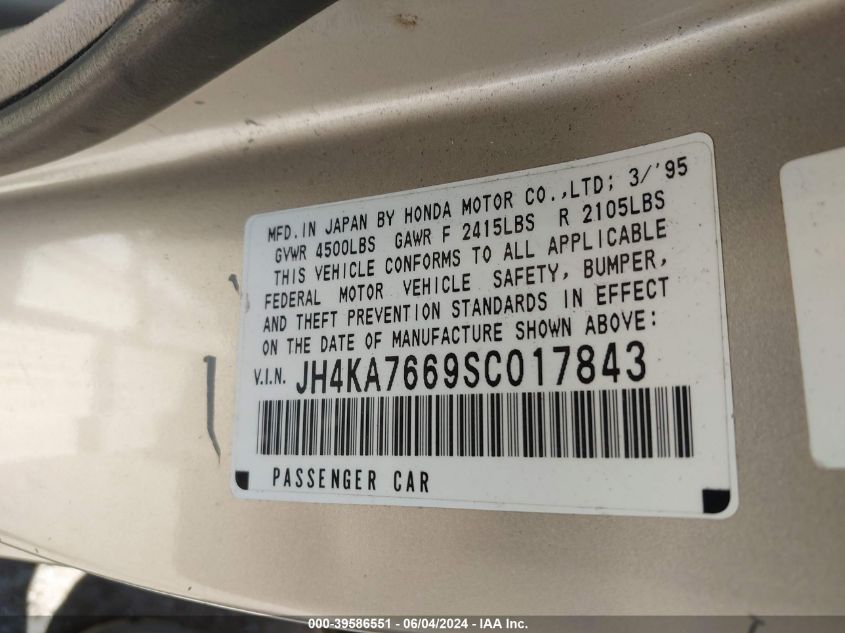 MFD.IN JAPAN BY HONDA MOTOR CO.,LTD; 3/'95
GVWR 4500LBS GAWR F 2415LBS R 2105LBS
THIS VEHICLE CONFORMS TO ALL APPLICABLE
FEDERAL MOTOR VEHICLE SAFETY, BUMPER,
AND THEFT PREVENTION STANDARDS IN EFFECT
ON THE DATE OF MANUFACTURE SHOWN ABOVE:
V.I.N. JH4KA7669SC017843
PASSENGER CAR
000-39586551 - 06/04/2024 - IAA Inc.